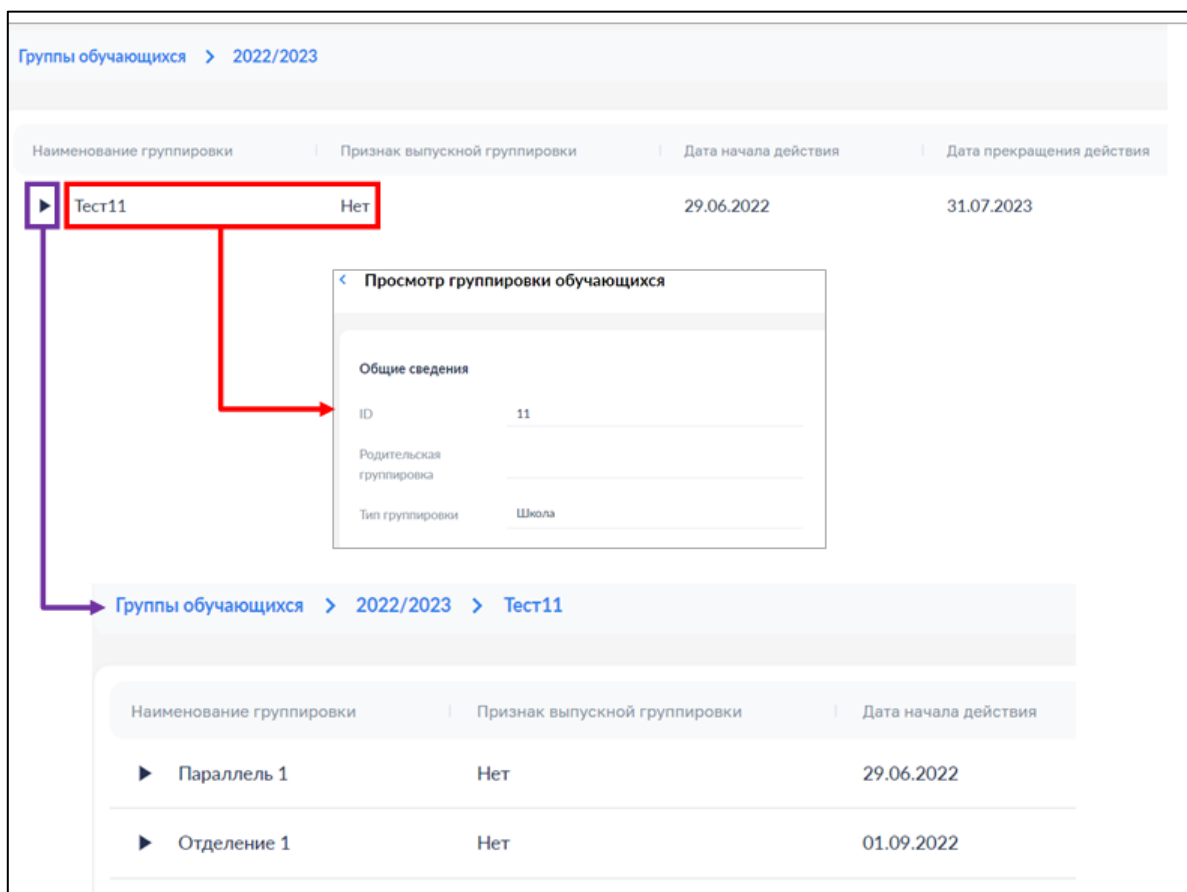 Группы обучающихся > 2022/2023
Наименование группировки Признак выпускной группировки Дата начала действия Дата прекращения действия
Тест11 Нет 29.06.2022 31.07.2023
Просмотр группировки обучающихся
Общие сведения
ID 11
Родительская
группировка
Тип группировки Школа
Группы обучающихся > 2022/2023 > Тест11
Наименование группировки Признак выпускной группировки Дата начала действия
Параллель 1 Нет 29.06.2022
Отделение 1 Нет 01.09.2022